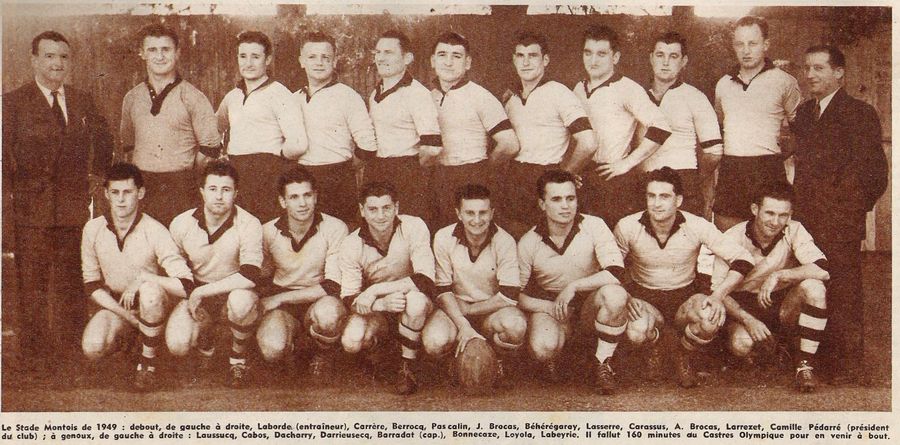 Le Stade Montois de 1949 : debout, de gauche à droite, Laborde (entraîneur), Carrère, Berrocq, Pascalin, J. Brocas, Béhérégaray, Lasserre, Carassus, A. Brocas, Larrezet, Camille Pédarré (président
du club) ; à genoux, de gauche à droite : Laussucq, Cabos, Dacharry, Darrieusecq, Barradat (cap.), Bonnecaze, Loyola, Labeyrie. Il fallut 160 minutes au Castres Olympique pour en venir à bout.